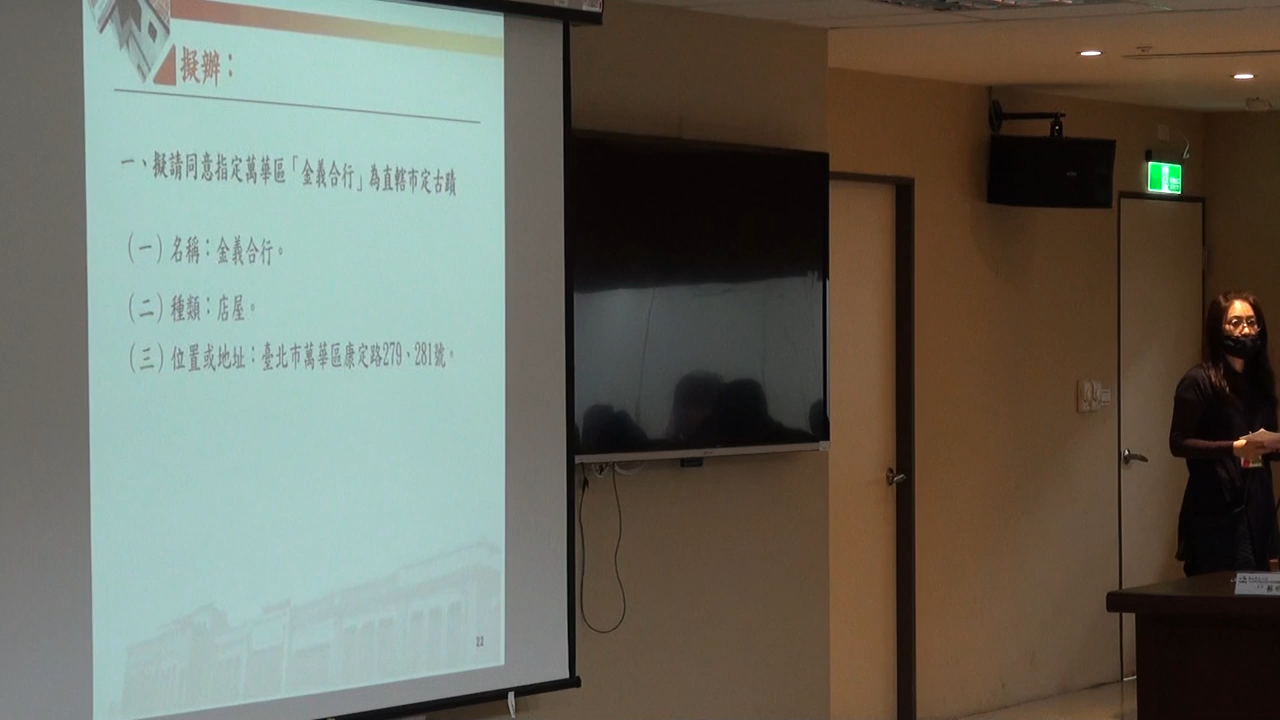 擬辦：
一、擬請同意指定萬華區「金義合行」為直轄市定古蹟
（一）名稱：金義合行。
（二）種類：店屋。
（三）位置或地址：臺北市萬華區康定路279、281號。
22